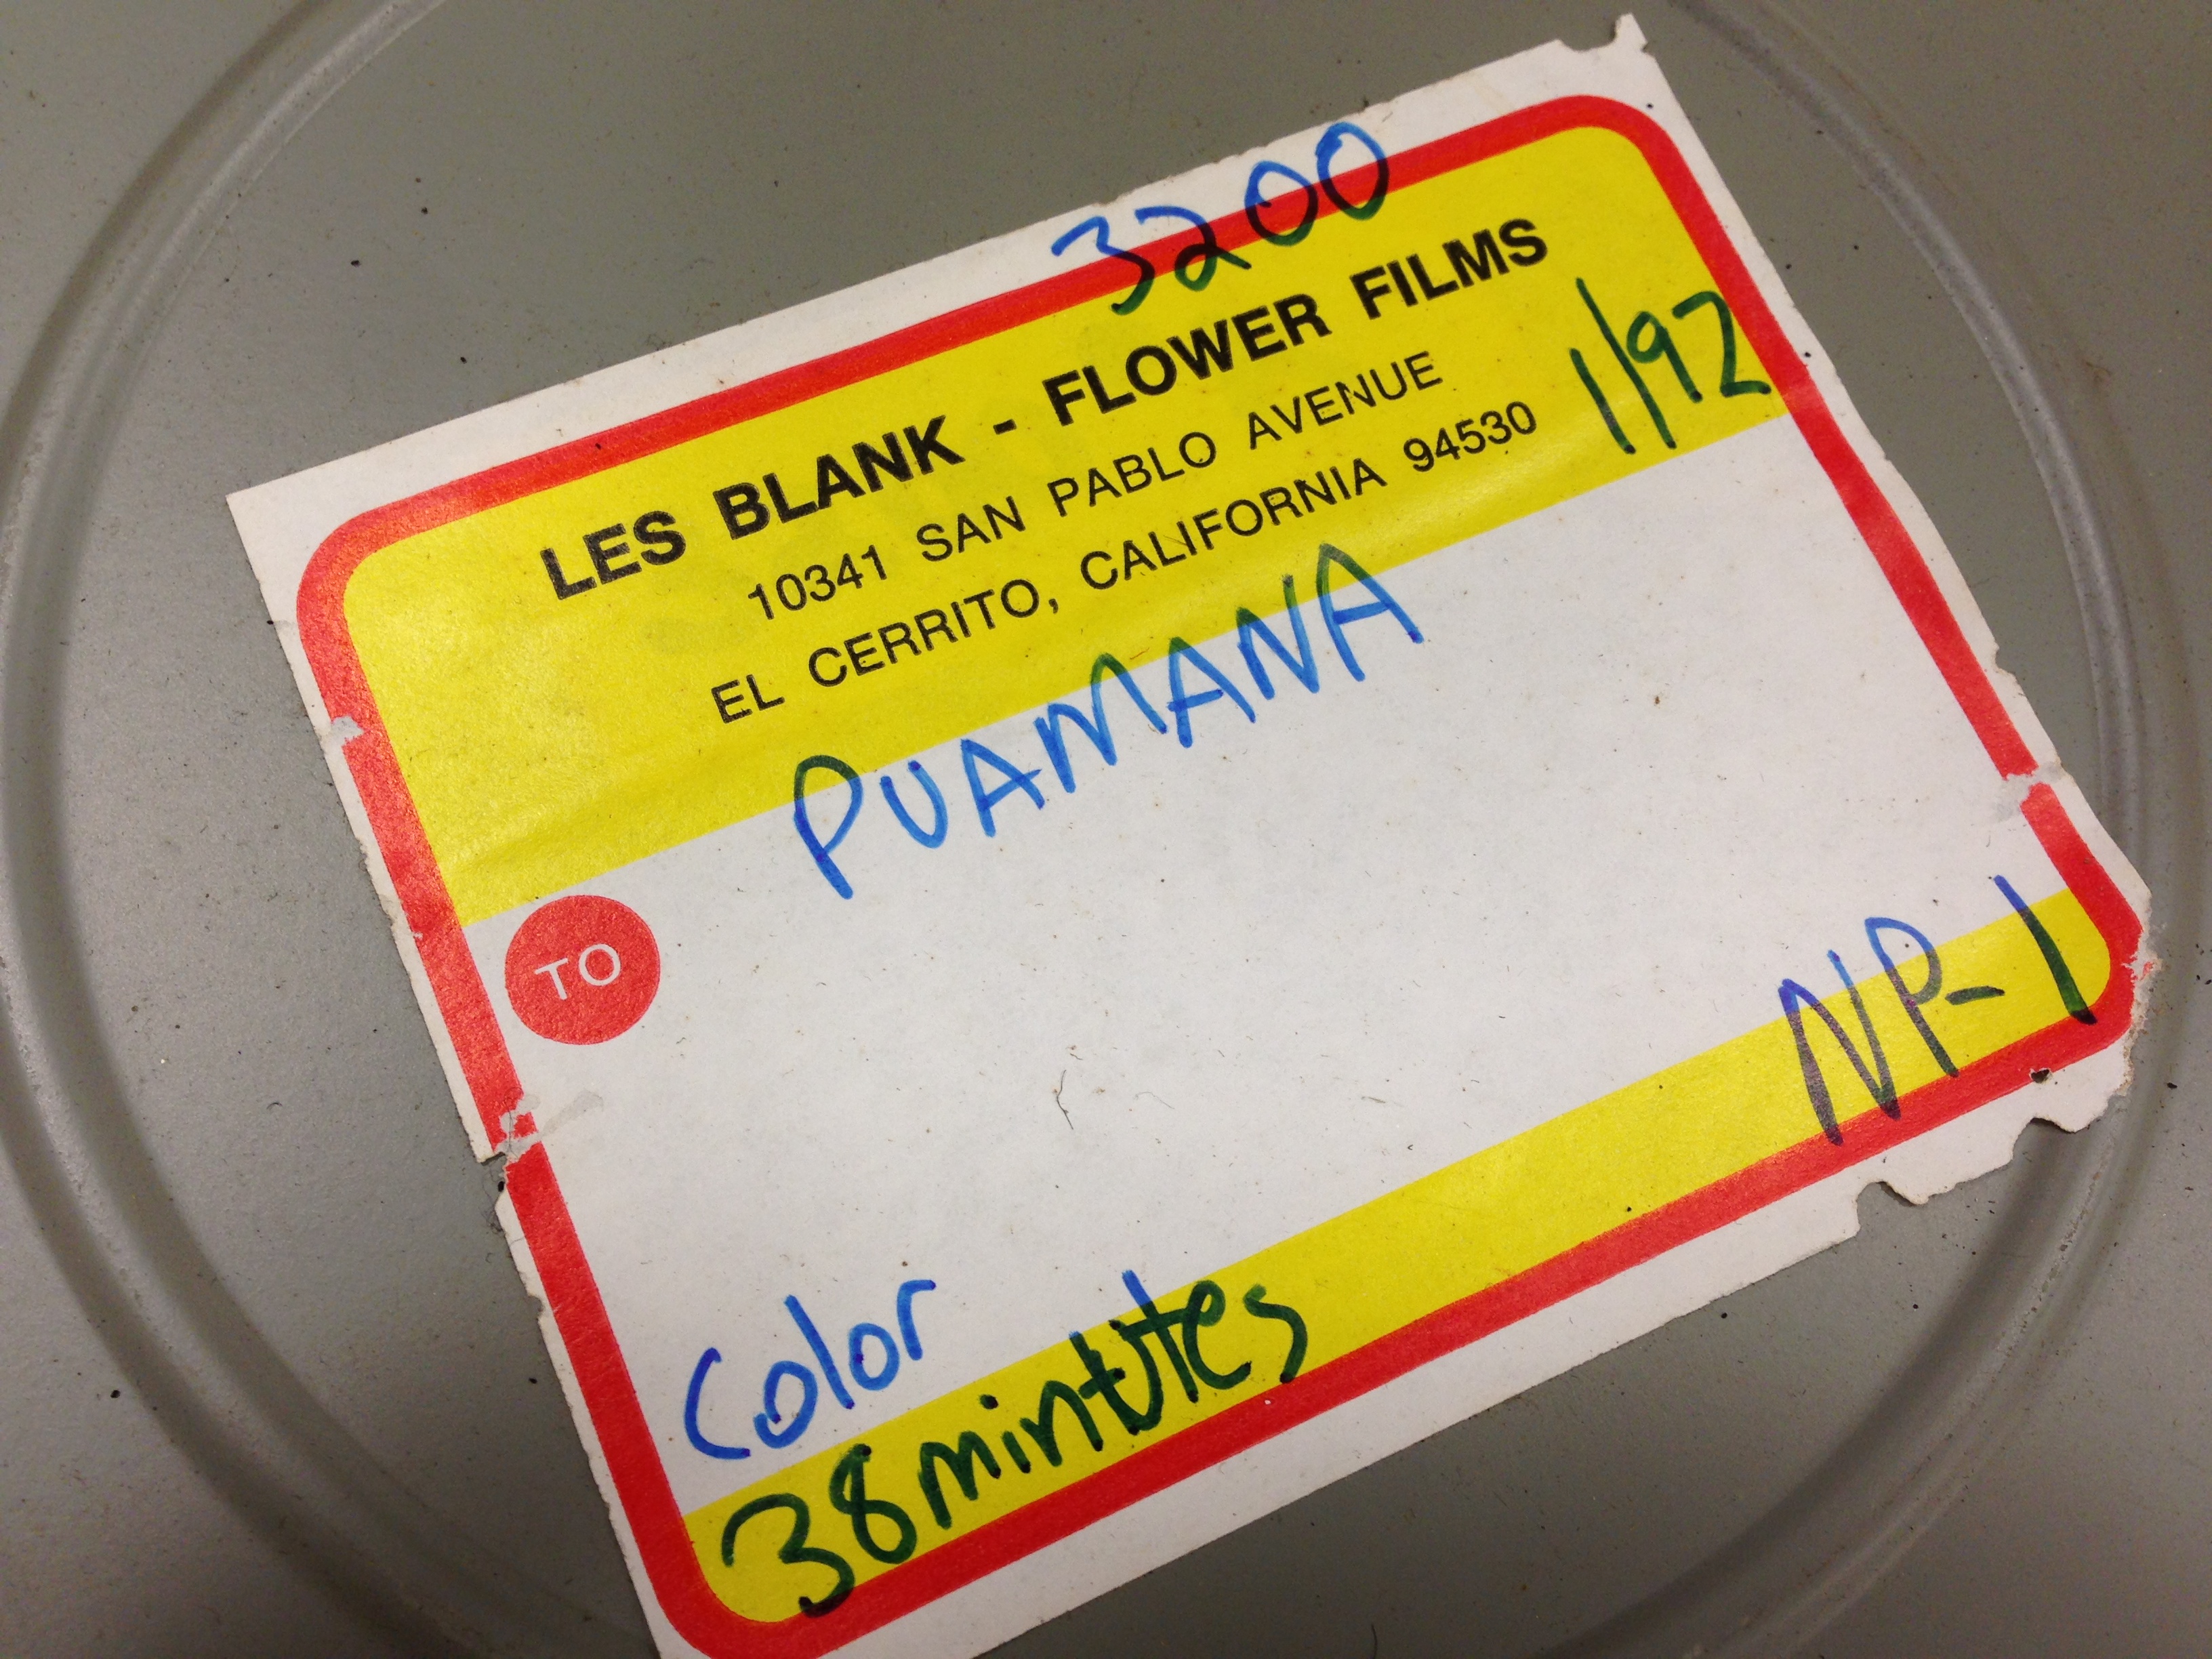 3200
LES BLANK - FLOWER FILMS
1/92
10341 SAN PABLO AVENUE
EL CERRITO, CALIFORNIA 94530
PUAMANA
TO
NP-1
Color
38 minutes